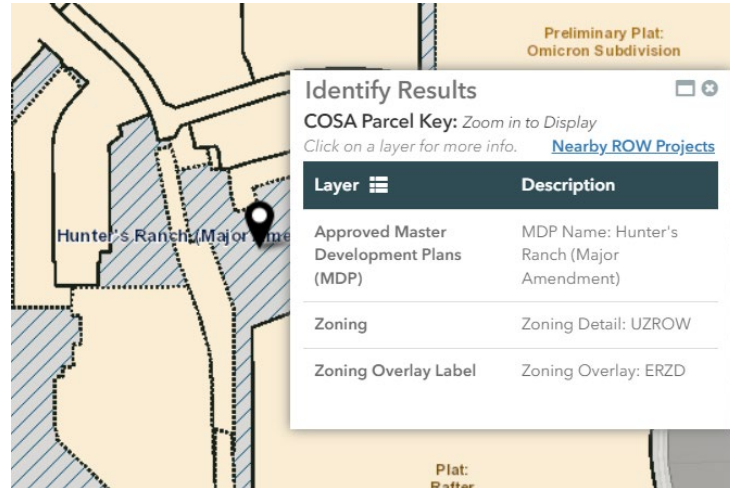 Preliminary Plat:
Omicron Subdivision
Identify Results
COSA Parcel Key: Zoom in to Display
Click on a layer for more info. Nearby ROW Projects
Layer Description
Approved Master
Development Plans
(MDP)
MDP Name: Hunter's
Ranch (Major
Amendment)
Zoning Zoning Detail: UZROW
Zoning Overlay Label Zoning Overlay: ERZD
Hunter's Ranch (Major Ame
Plat:
Rafter